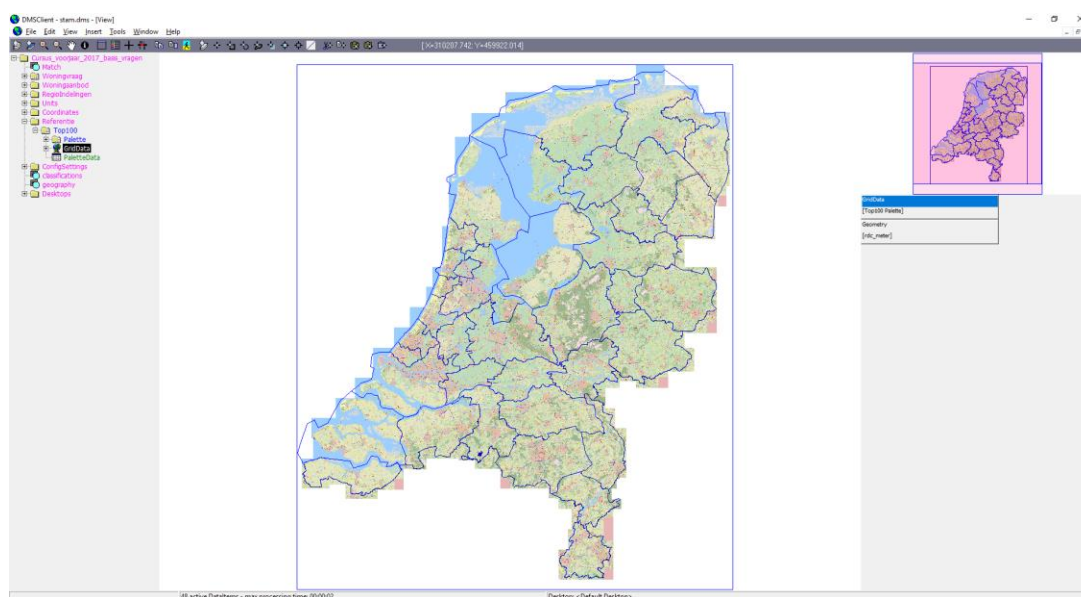 DMSClient - stam.dms - [View]
File Edit View Insert Tools Window Help
[X=310207.742; Y=459922.014]
Cursus_voorjaar_2017_basis_vragen
Match
Woningvraag
Woningaanbod
RegioIndelingen
Units
Coordinates
Referentie
Top100
Palette
GridData
PaletteData
ConfigSettings
classifications
geography
Desktops
GridData
[Top100 Palette]
Geometry
[rdc_meter]
active DataItems - max processing time: 00:00:02
Desktop: <Default Desktop>